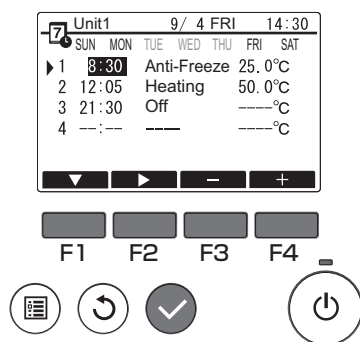 7 Unit1 9/ 4 FRI 14:30
SUN MON TUE WED THU FRI SAT
1 8:30 Anti-Freeze 25.0°C
2 12:05 Heating 50.0°C
3 21:30 Off ----°C
4 --:-- ---- ----°C
▼ ▶ − +
F1 F2 F3 F4